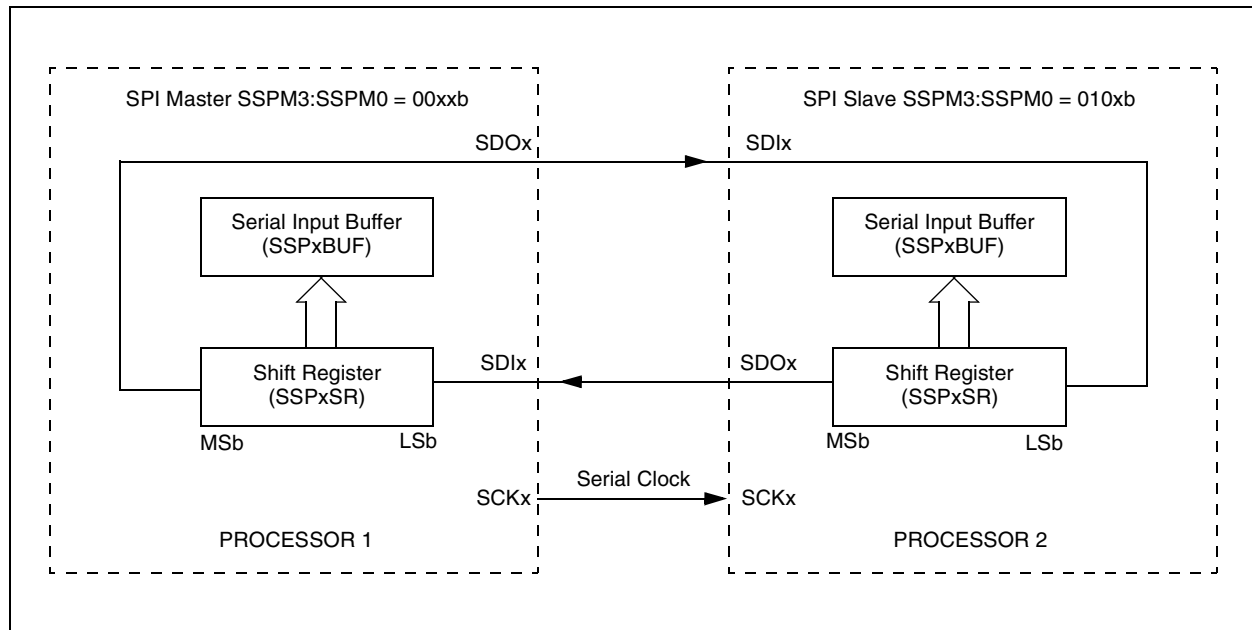 SPI Master SSPM3:SSPM0 = 00xxb
SDOx
Serial Input Buffer
(SSPxBUF)
Shift Register
(SSPxSR)
MSb
LSb
SDIx
SCKx
PROCESSOR 1
Serial Clock
SPI Slave SSPM3:SSPM0 = 010xb
SDIx
Serial Input Buffer
(SSPxBUF)
SDOx
Shift Register
(SSPxSR)
MSb
LSb
SCKx
PROCESSOR 2